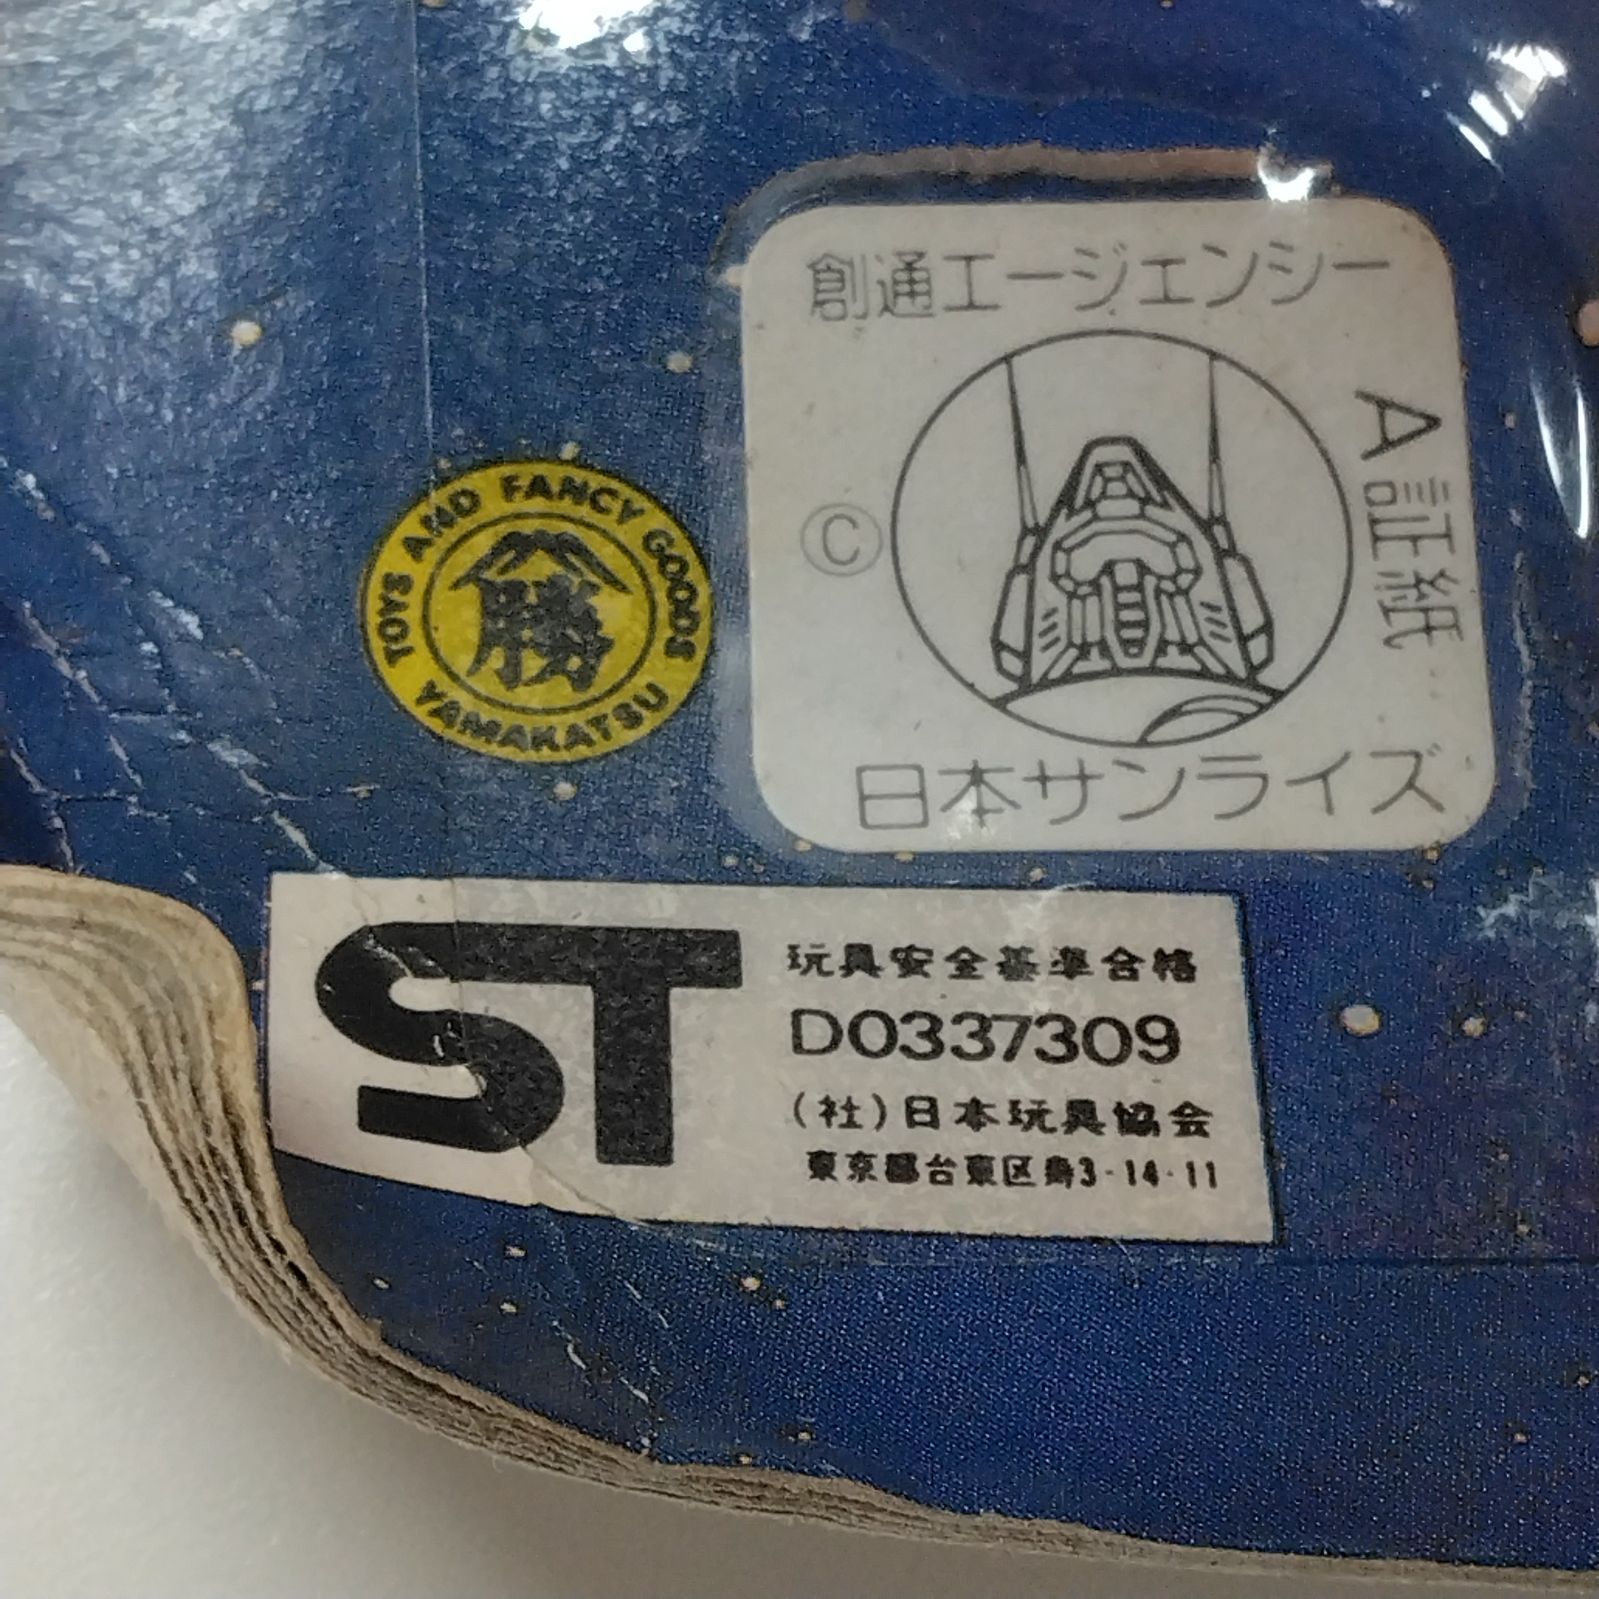 創通エージェンシー
©
A証紙
日本サンライズ
TOYS AND FANCY GOODS
勝
YAMAKATSU
ST
玩具安全基準合格
D0337309
(社)日本玩具協会
東京都台東区寿3-14-11